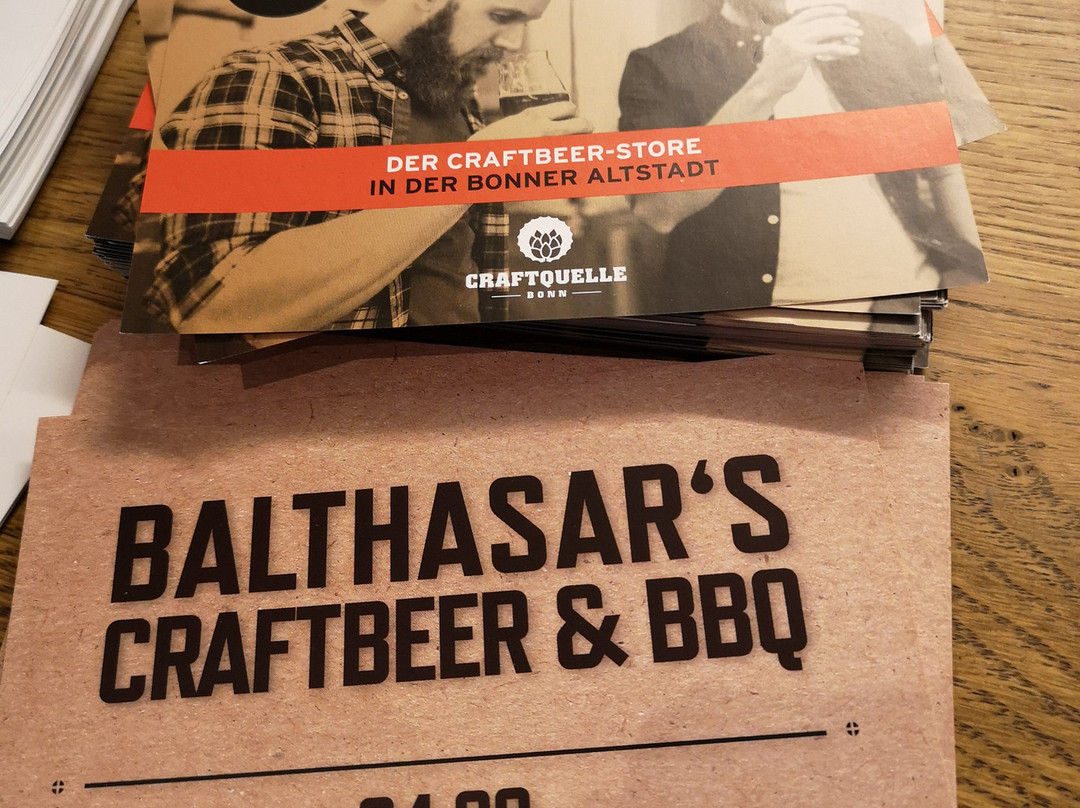 DER CRAFTBEER-STORE
IN DER BONNER ALTSTADT
CRAFTQUELLE
BONN
BALTHASAR‘S
CRAFTBEER & BBQ